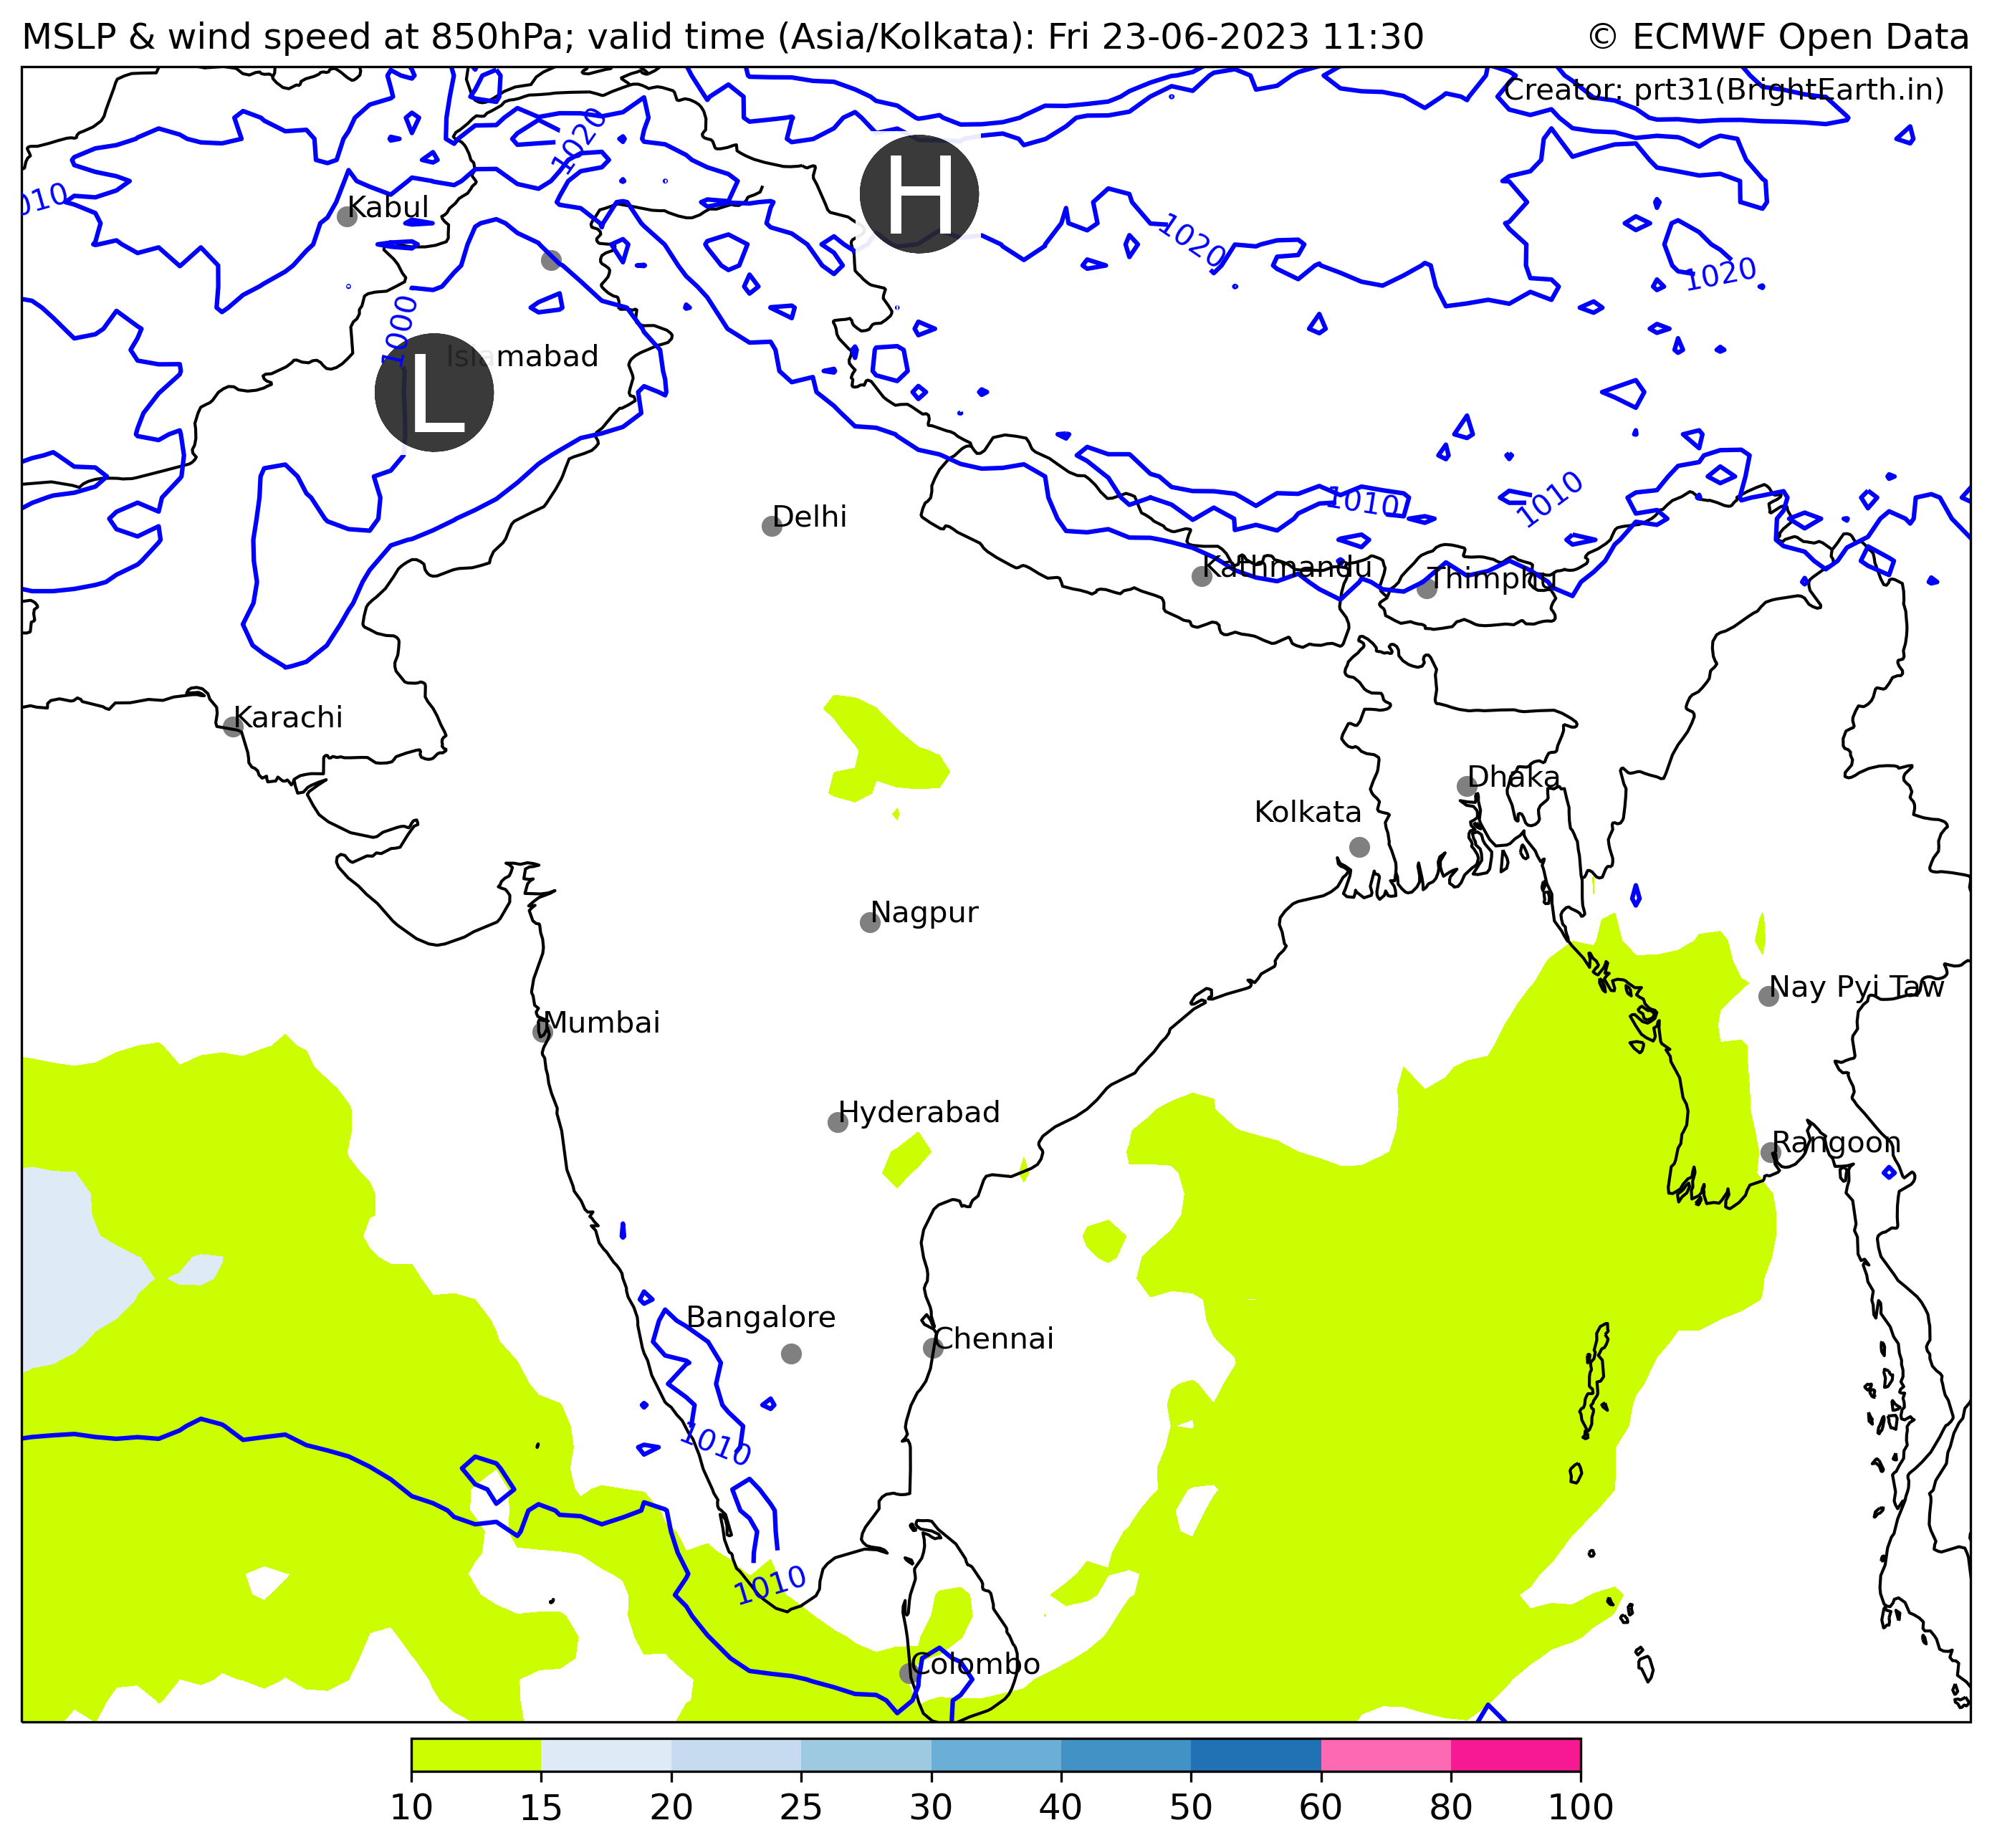 MSLP & wind speed at 850hPa; valid time (Asia/Kolkata): Fri 23-06-2023 11:30
© ECMWF Open Data
Creator: prt31(BrightEarth.in)
1020
H
010
Kabul
1020
1020
1000
Islamabad
L
1010
1010
Delhi
Kathmandu
Thimphu
Karachi
Dhaka
Kolkata
Nagpur
Nay Pyi Taw
Mumbai
Hyderabad
Rangoon
Bangalore
Chennai
1010
1010
Colombo
10 15 20 25 30 40 50 60 80 100